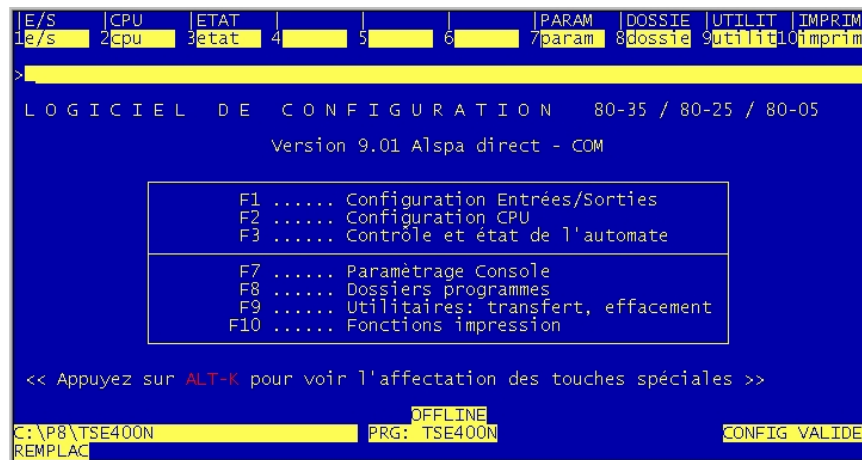 |E/S |CPU |ETAT | | | |PARAM |DOSSIE |UTILIT |IMPRIM
1e/s 2cpu 3etat 4 5 6 7param 8dossie 9utilit10imprim
>
L O G I C I E L D E C O N F I G U R A T I O N 80-35 / 80-25 / 80-05
Version 9.01 Alspa direct - COM
F1 ...... Configuration Entrées/Sorties
F2 ...... Configuration CPU
F3 ...... Contrôle et état de l'automate
F7 ...... Paramètrage Console
F8 ...... Dossiers programmes
F9 ...... Utilitaires: transfert, effacement
F10 ...... Fonctions impression
<< Appuyez sur ALT-K pour voir l'affectation des touches spéciales >>
OFFLINE
C:\P8\TSE400N PRG: TSE400N CONFIG VALIDE
REMPLAC